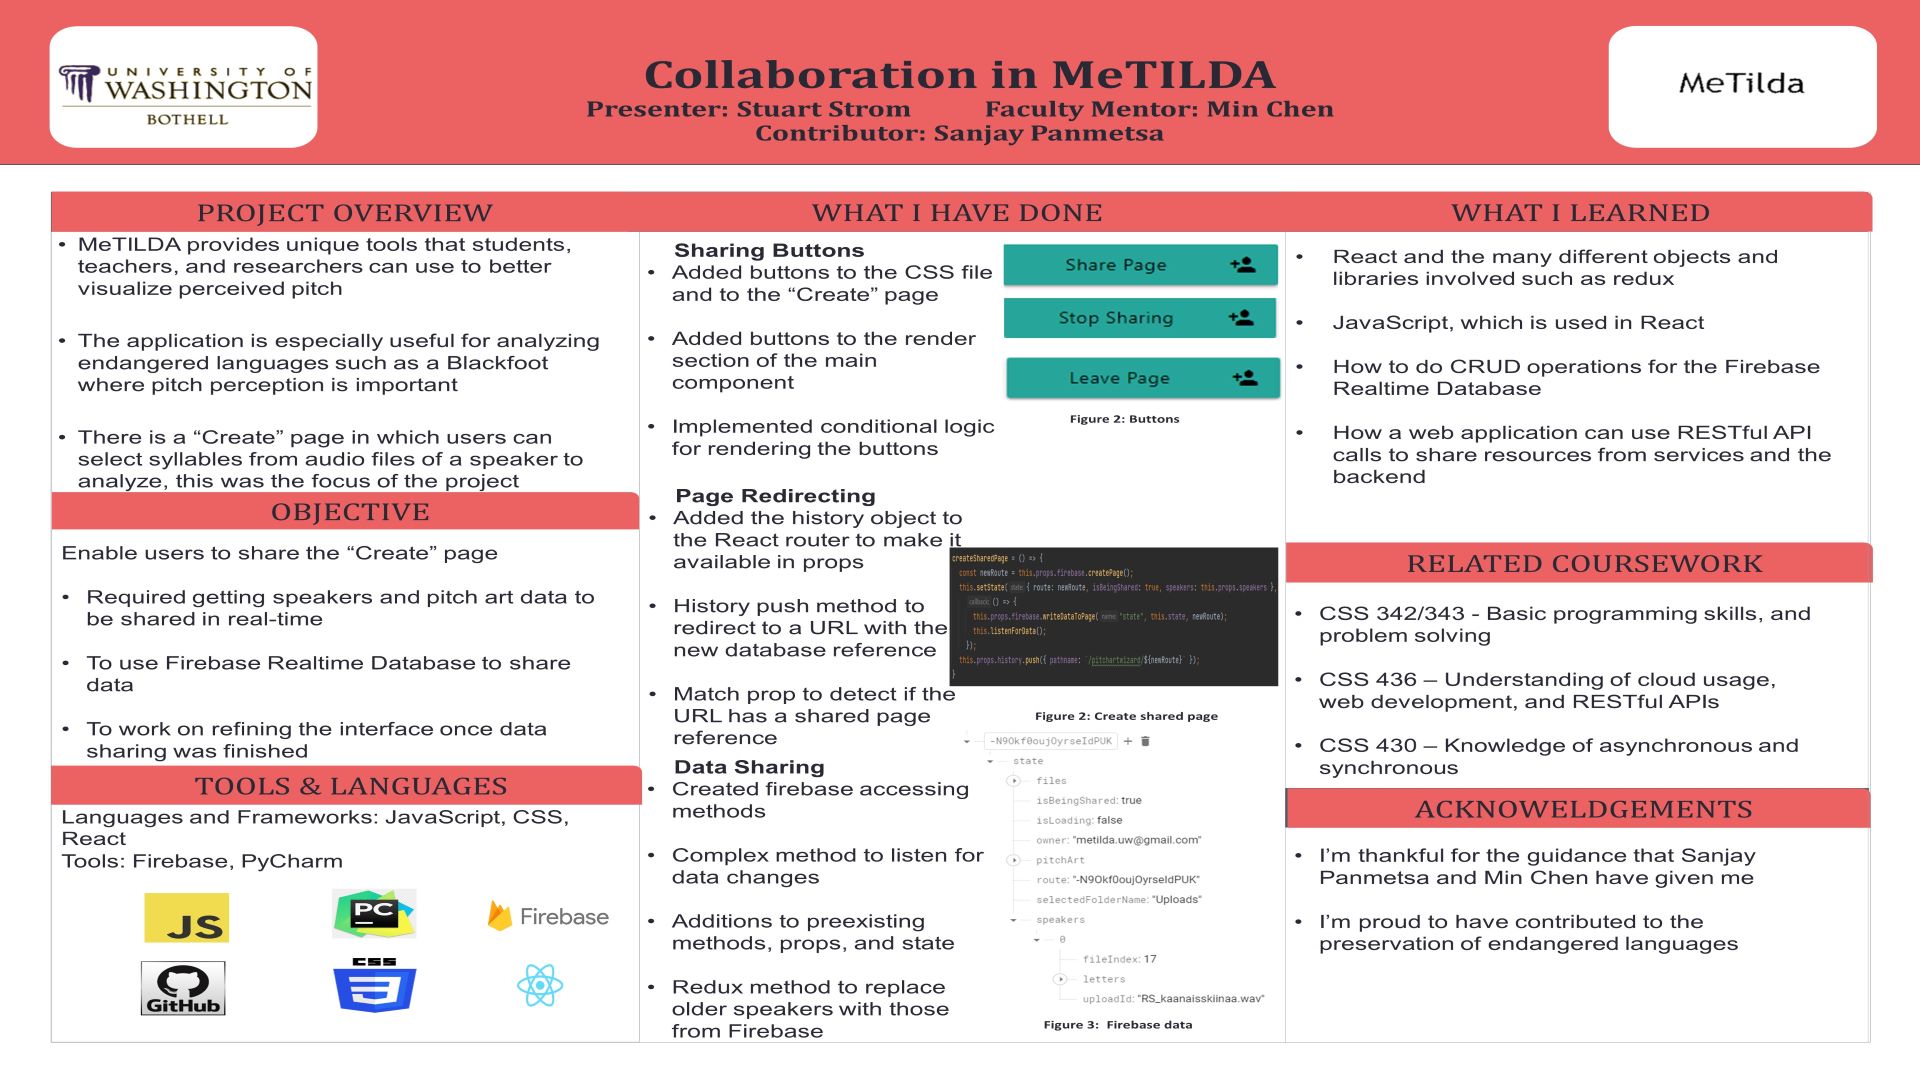 UNIVERSITY OF
WASHINGTON
BOTHELL
Collaboration in MeTILDA
Presenter: Stuart Strom Faculty Mentor: Min Chen
Contributor: Sanjay Panmetsa
MeTilda
PROJECT OVERVIEW
• MeTILDA provides unique tools that students,
teachers, and researchers can use to better
visualize perceived pitch
• The application is especially useful for analyzing
endangered languages such as a Blackfoot
where pitch perception is important
• There is a “Create” page in which users can
select syllables from audio files of a speaker to
analyze, this was the focus of the project
OBJECTIVE
Enable users to share the “Create” page
• Required getting speakers and pitch art data to
be shared in real-time
• To use Firebase Realtime Database to share
data
• To work on refining the interface once data
sharing was finished
TOOLS & LANGUAGES
Languages and Frameworks: JavaScript, CSS,
React
Tools: Firebase, PyCharm
JS
PC
Firebase
GitHub
CSS
3
WHAT I HAVE DONE
Sharing Buttons
• Added buttons to the CSS file
and to the “Create” page
• Added buttons to the render
section of the main
component
• Implemented conditional logic
for rendering the buttons
Share Page
Stop Sharing
Leave Page
Figure 2: Buttons
Page Redirecting
• Added the history object to
the React router to make it
available in props
• History push method to
redirect to a URL with the
new database reference
• Match prop to detect if the
URL has a shared page
reference
createSharedPage = () => {
const newRoute = this.props.firebase.createPage();
this.setState( state: { route: newRoute, isBeingShared: true, speakers: this.props.speakers },
callback: () => {
this.props.firebase.writeDataToPage( name: "state", this.state, newRoute);
this.listenForData();
});
this.props.history.push({ pathname: `/pitchartwizard/${newRoute}` });
}
Figure 2: Create shared page
Data Sharing
• Created firebase accessing
methods
• Complex method to listen for
data changes
• Additions to preexisting
methods, props, and state
• Redux method to replace
older speakers with those
from Firebase
-N9Okf0oujOyrseIdPUK +
state
files
isBeingShared: true
isLoading: false
owner: "metilda.uw@gmail.com"
pitchArt
route: "-N9Okf0oujOyrseIdPUK"
selectedFolderName: "Uploads"
speakers
0
fileIndex: 17
letters
uploadId: "RS_kaanaisskiinaa.wav"
Figure 3: Firebase data
WHAT I LEARNED
• React and the many different objects and
libraries involved such as redux
• JavaScript, which is used in React
• How to do CRUD operations for the Firebase
Realtime Database
• How a web application can use RESTful API
calls to share resources from services and the
backend
RELATED COURSEWORK
• CSS 342/343 - Basic programming skills, and
problem solving
• CSS 436 – Understanding of cloud usage,
web development, and RESTful APIs
• CSS 430 – Knowledge of asynchronous and
synchronous
ACKNOWELDGEMENTS
• I’m thankful for the guidance that Sanjay
Panmetsa and Min Chen have given me
• I’m proud to have contributed to the
preservation of endangered languages